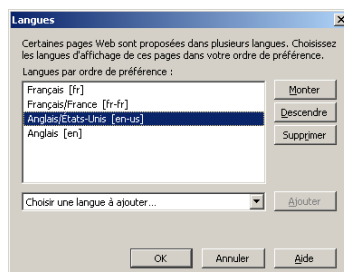 Langues
Certaines pages Web sont proposées dans plusieurs langues. Choisissez
les langues d'affichage de ces pages dans votre ordre de préférence.
Langues par ordre de préférence :
Français [fr]
Monter
Français/France [fr-fr]
Anglais/États-Unis [en-us]
Descendre
Anglais [en]
Supprimer
Choisir une langue à ajouter...
Ajouter
OK
Annuler
Aide